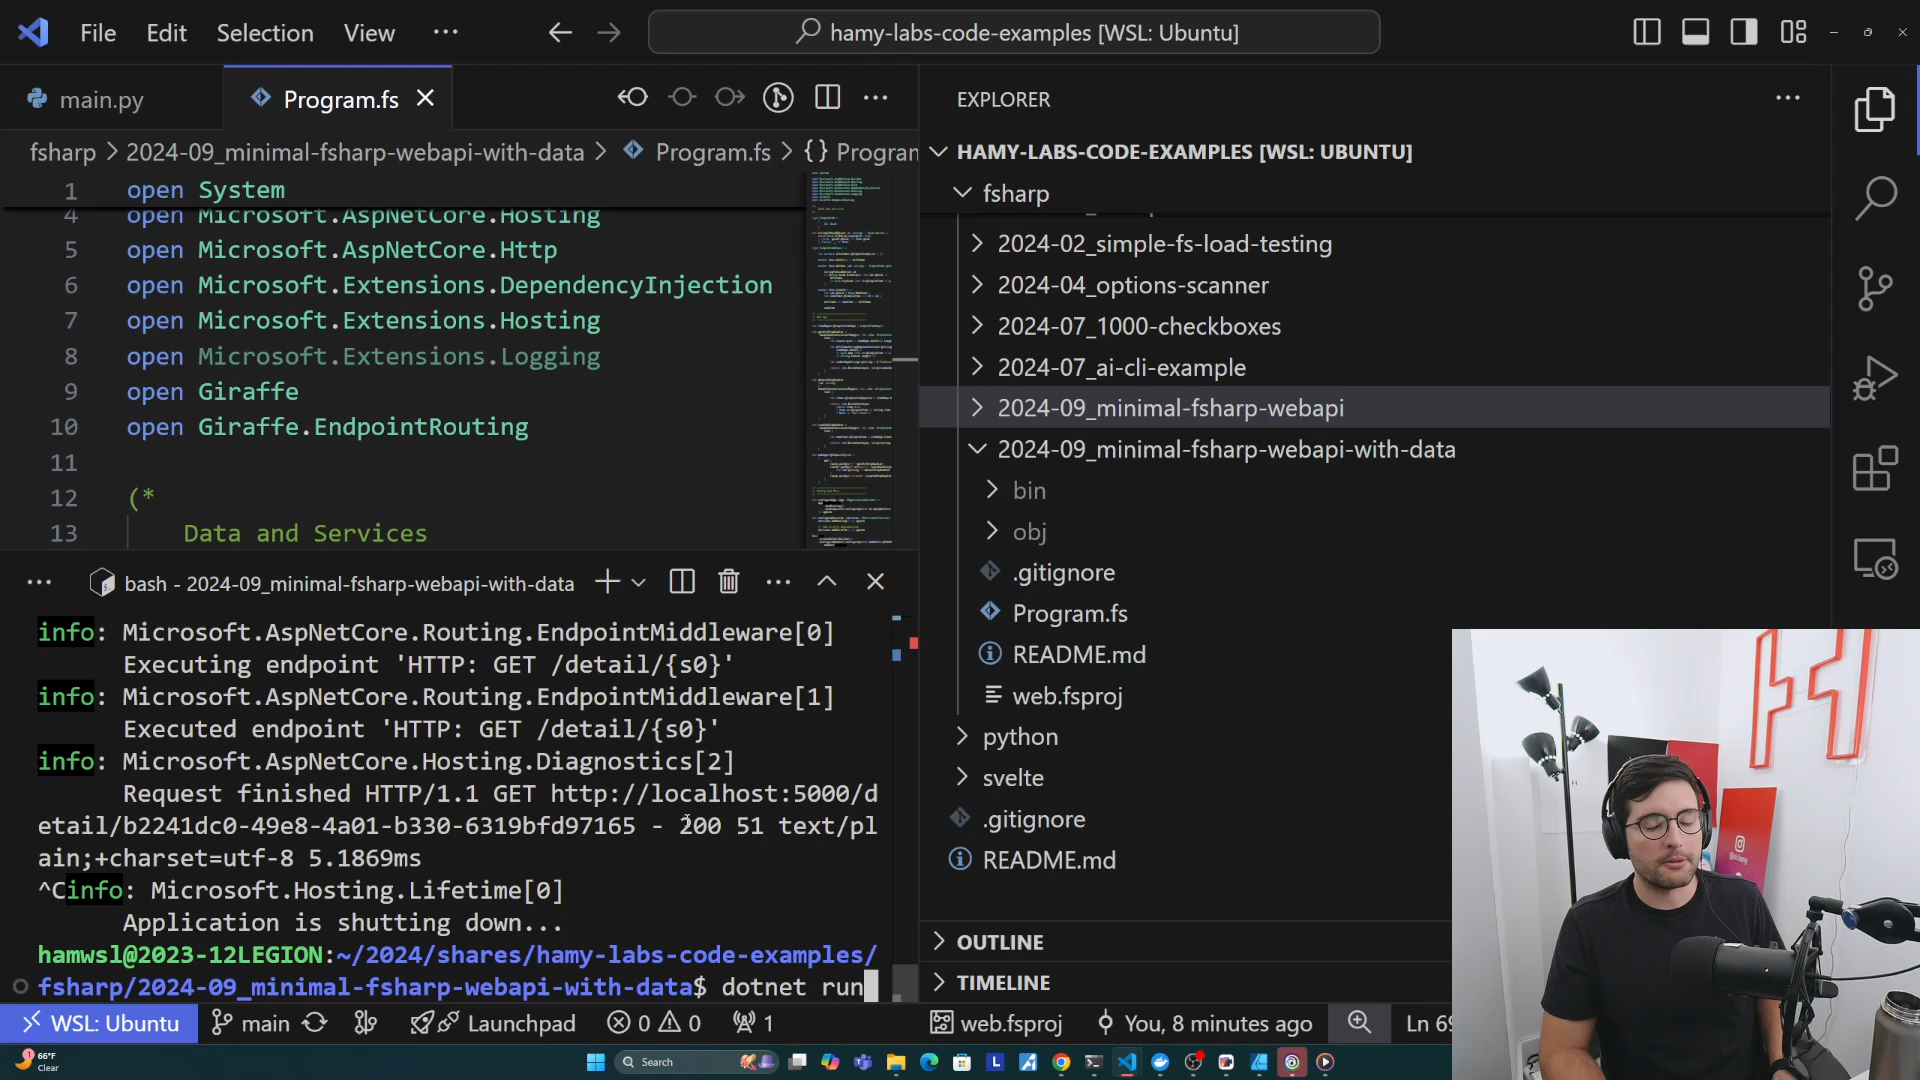 File Edit Selection View ···
hamy-labs-code-examples [WSL: Ubuntu]
main.py
Program.fs
fsharp > 2024-09_minimal-fsharp-webapi-with-data > Program.fs > {} Program
1 open System
4 open Microsoft.AspNetCore.Hosting
5 open Microsoft.AspNetCore.Http
6 open Microsoft.Extensions.DependencyInjection
7 open Microsoft.Extensions.Hosting
8 open Microsoft.Extensions.Logging
9 open Giraffe
10 open Giraffe.EndpointRouting
11
12 (*
13 Data and Services
bash - 2024-09_minimal-fsharp-webapi-with-data
info: Microsoft.AspNetCore.Routing.EndpointMiddleware[0]
Executing endpoint 'HTTP: GET /detail/{s0}'
info: Microsoft.AspNetCore.Routing.EndpointMiddleware[1]
Executed endpoint 'HTTP: GET /detail/{s0}'
info: Microsoft.AspNetCore.Hosting.Diagnostics[2]
Request finished HTTP/1.1 GET http://localhost:5000/d
etail/b2241dc0-49e8-4a01-b330-6319bfd97165 - 200 51 text/pl
ain;+charset=utf-8 5.1869ms
^Cinfo: Microsoft.Hosting.Lifetime[0]
Application is shutting down...
hamwsl@2023-12LEGION:~/2024/shares/hamy-labs-code-examples/
fsharp/2024-09_minimal-fsharp-webapi-with-data$ dotnet run
EXPLORER
HAMY-LABS-CODE-EXAMPLES [WSL: UBUNTU]
fsharp
2024-02_simple-fs-load-testing
2024-04_options-scanner
2024-07_1000-checkboxes
2024-07_ai-cli-example
2024-09_minimal-fsharp-webapi
2024-09_minimal-fsharp-webapi-with-data
bin
obj
.gitignore
Program.fs
README.md
web.fsproj
python
svelte
.gitignore
README.md
OUTLINE
TIMELINE
WSL: Ubuntu main Launchpad 0 0 1 web.fsproj You, 8 minutes ago Ln 69
1 66°F
Clear
Search